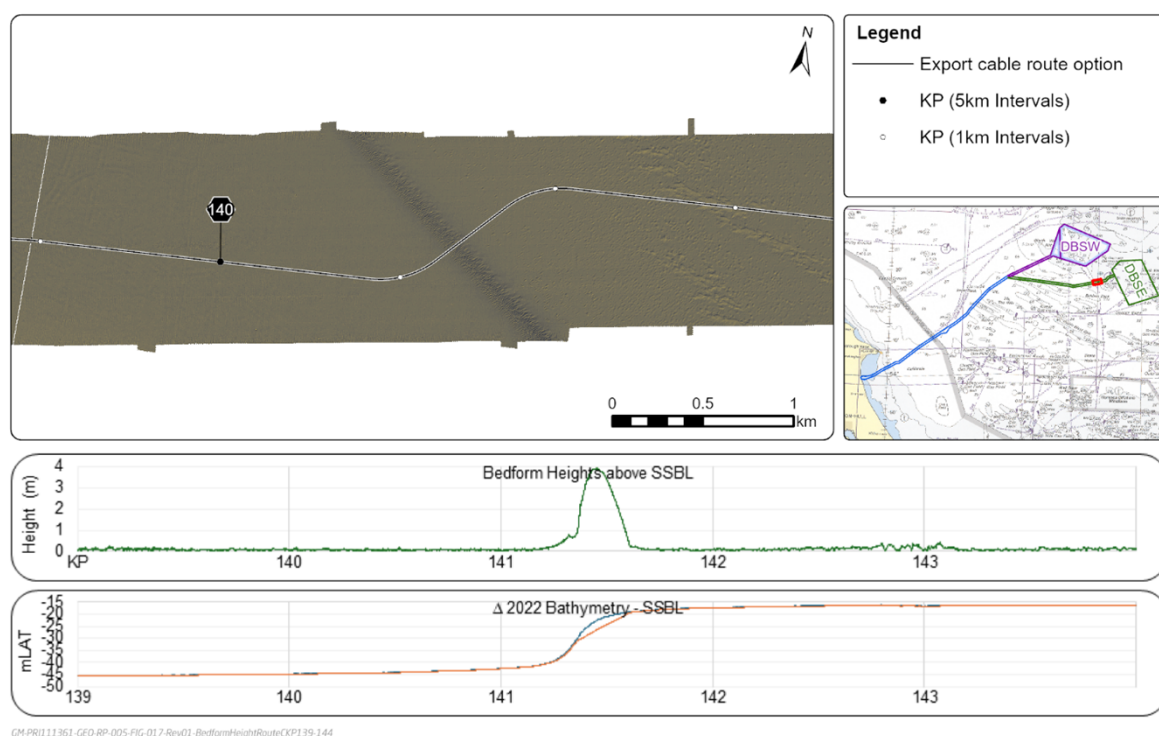 N
140
0 0.5 1
km
Legend
Export cable route option
KP (5km Intervals)
KP (1km Intervals)
DBSW
DBSE
Bedform Heights above SSBL
Height (m)
4
3
2
1
0
KP 140 141 142 143
Δ 2022 Bathymetry - SSBL
mLAT
-15
-20
-25
-30
-35
-40
-45
-50
139 140 141 142 143
GM-PRJ111361-GEO-RP-005-FIG-017-Rev01-BedformHeightRouteCKP139-144